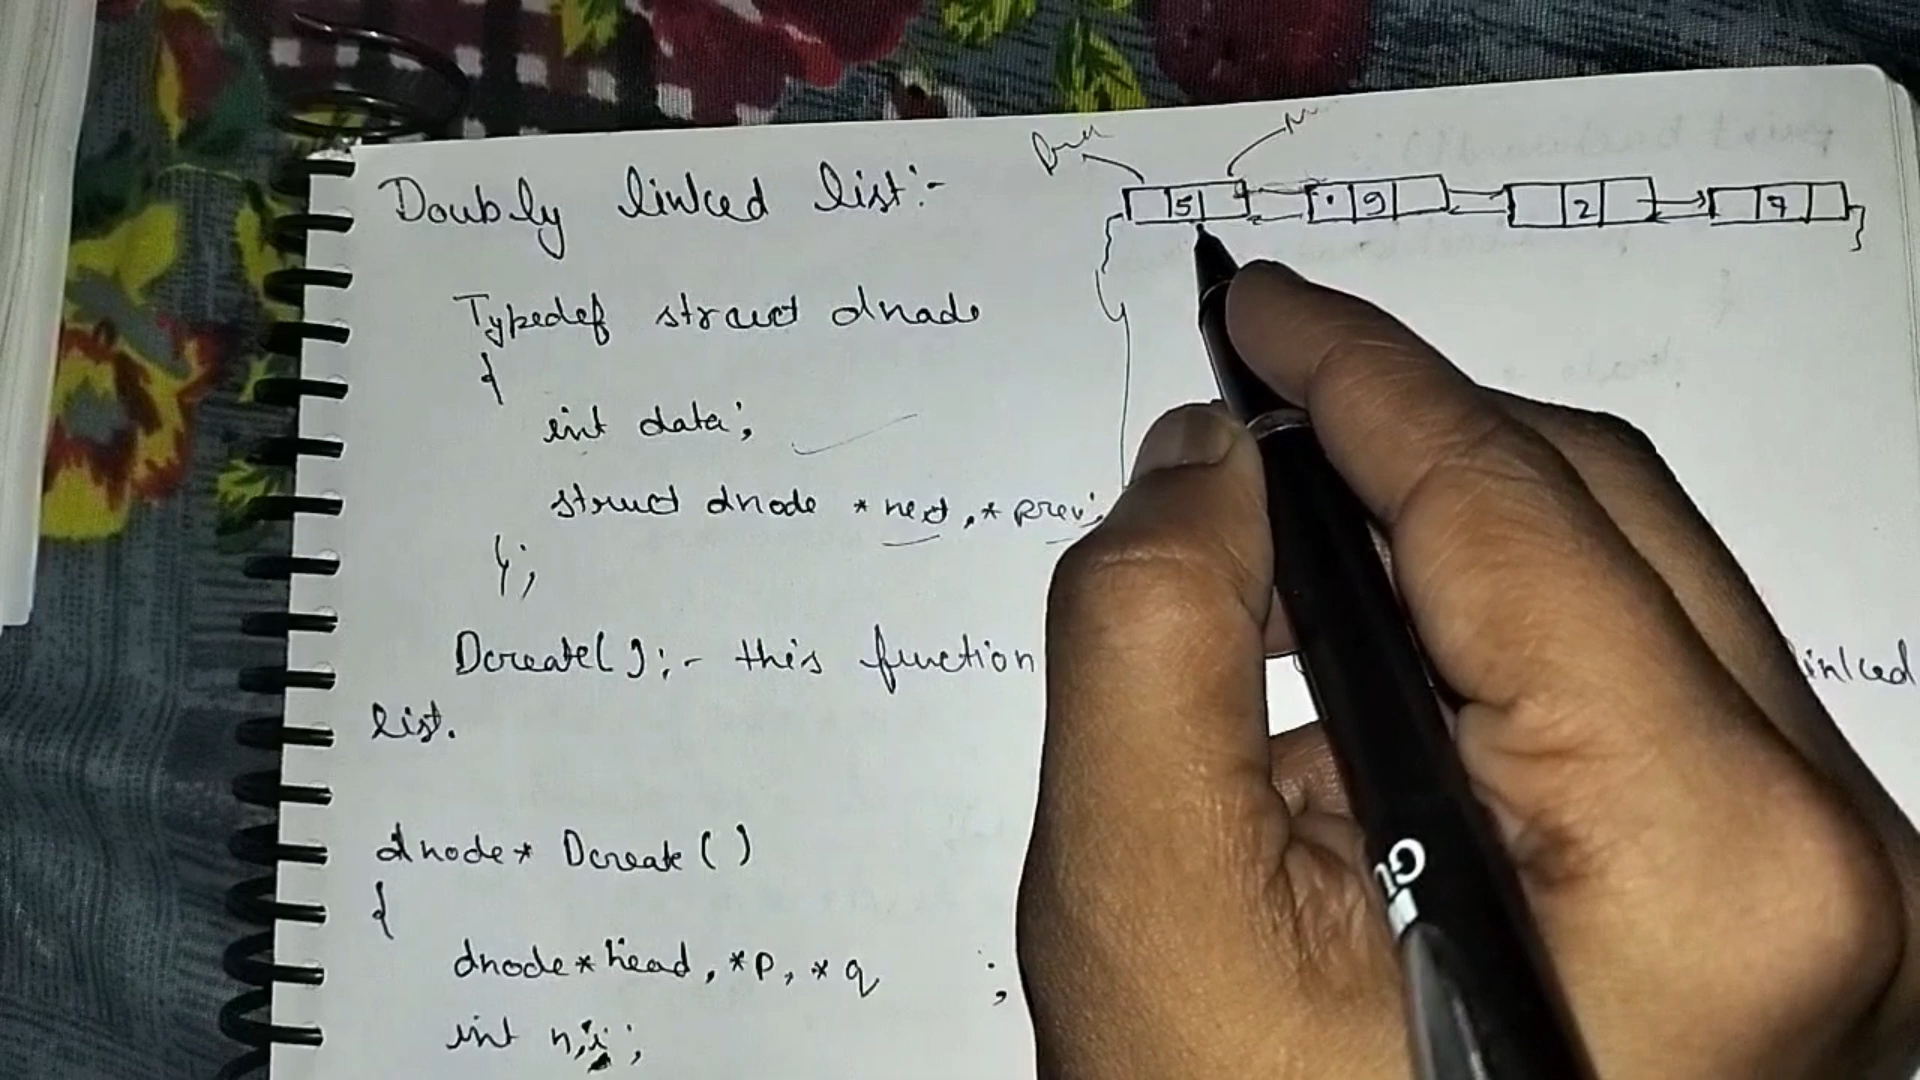 Doubly linked list:-
5 9 2 7
Typedef struct dnode
{
int data;
struct dnode *next, *prev;
};
Dcreate():- this function linked
list.
dnode* Dcreate()
{
dnode*head, *p, *q ;
int n,i;